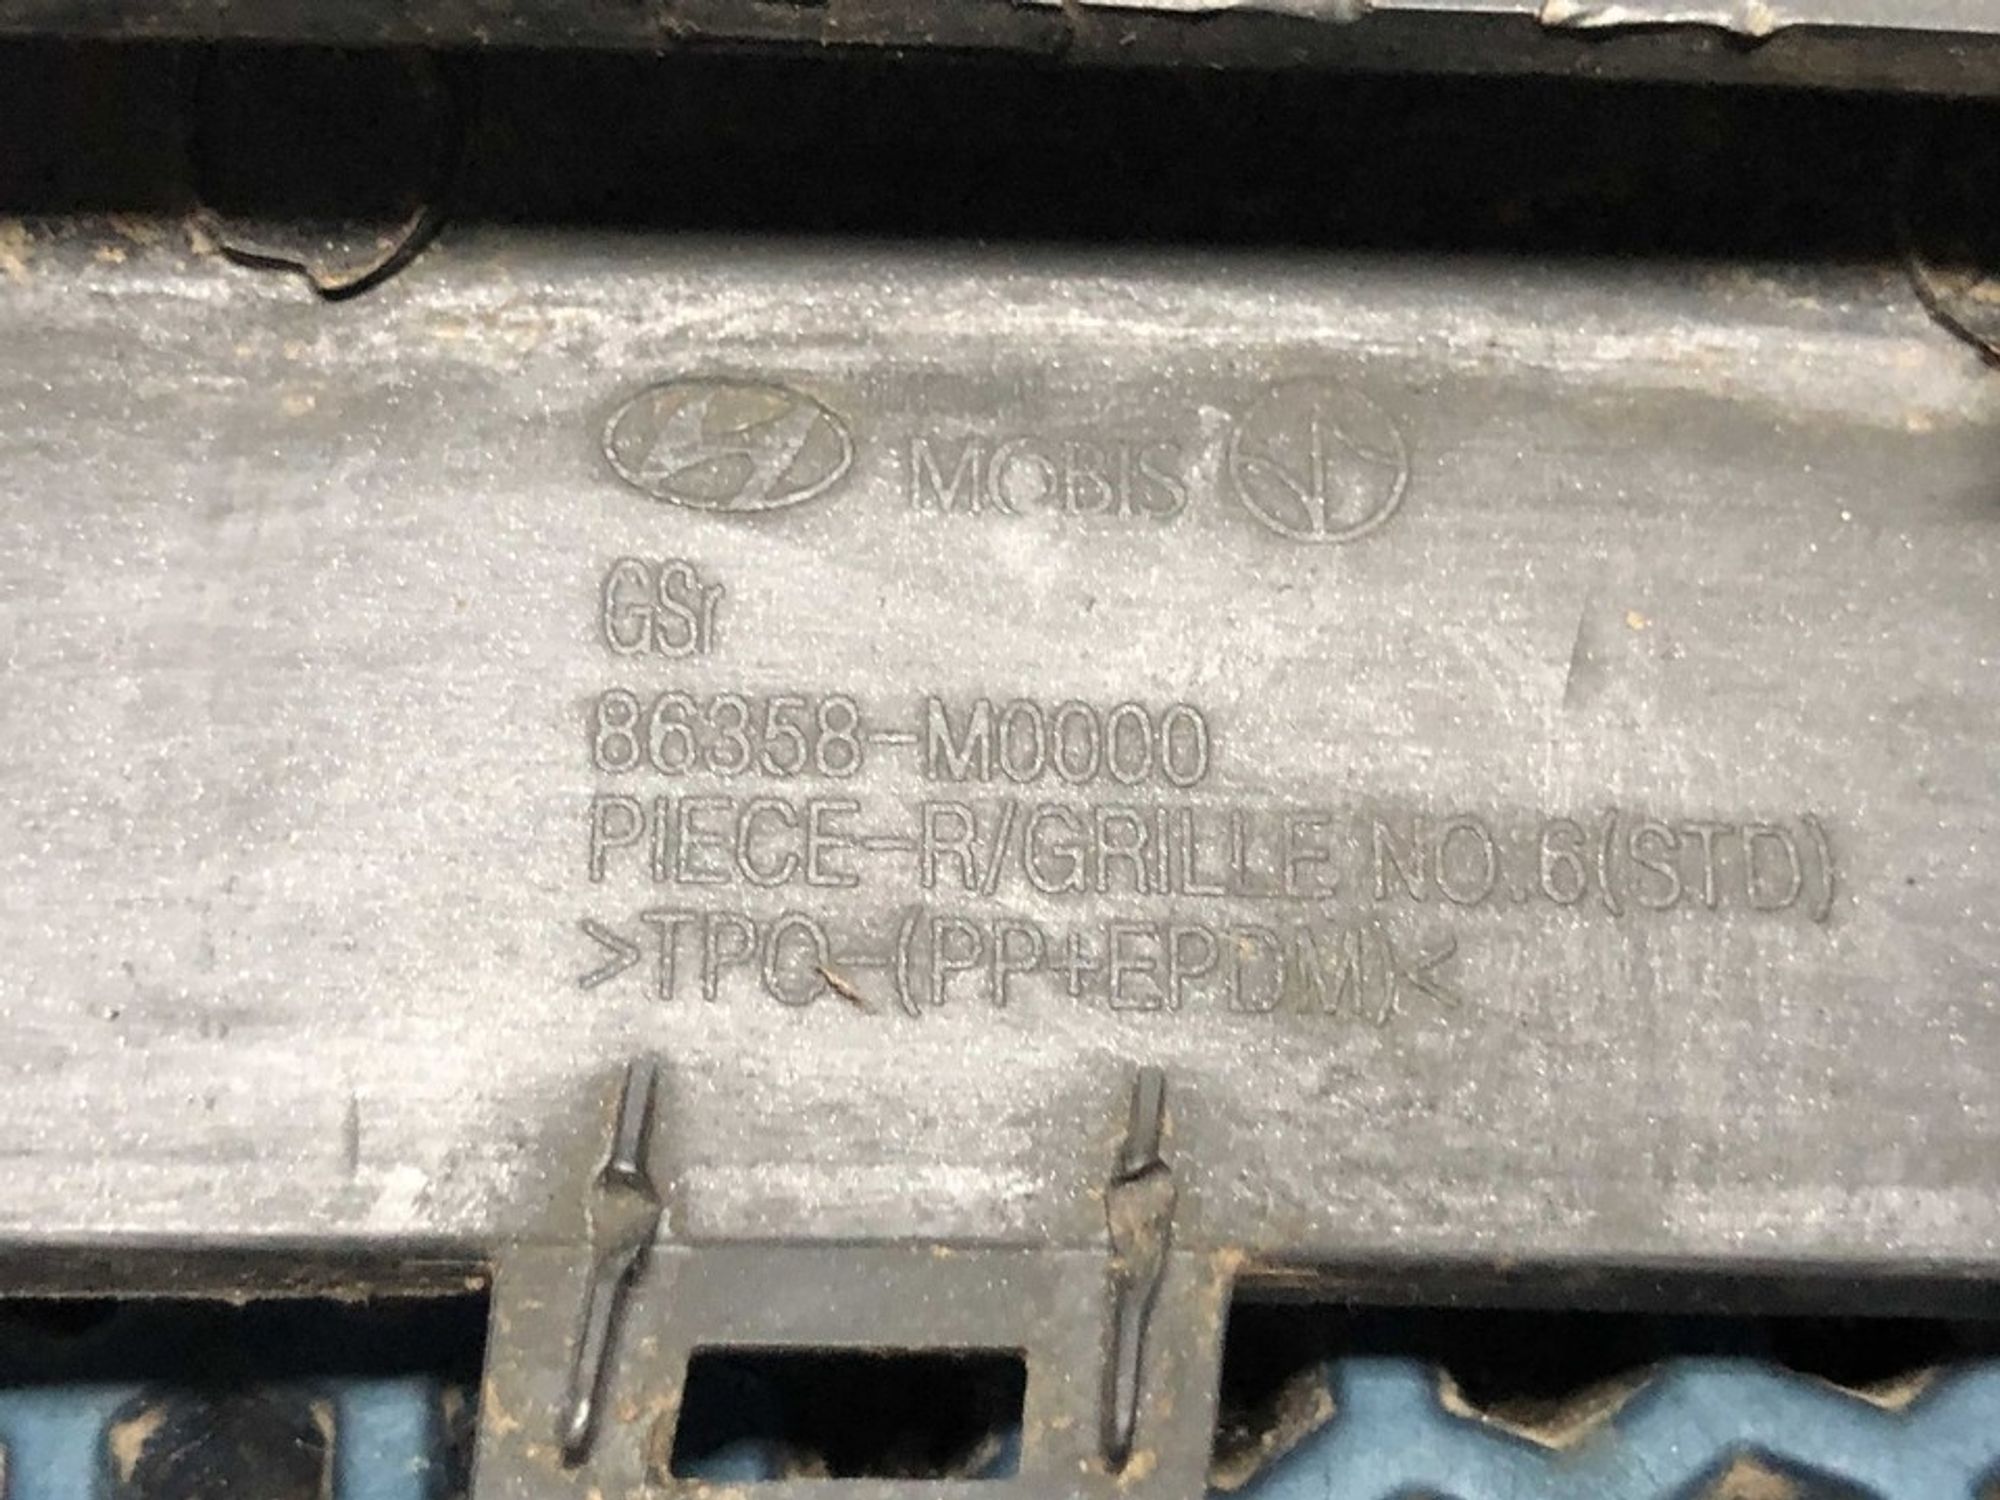 MOBIS
GSr
86358-M0000
PIECE-R/GRILLE NO.6(STD)
>TPO-(PP+EPDM)<